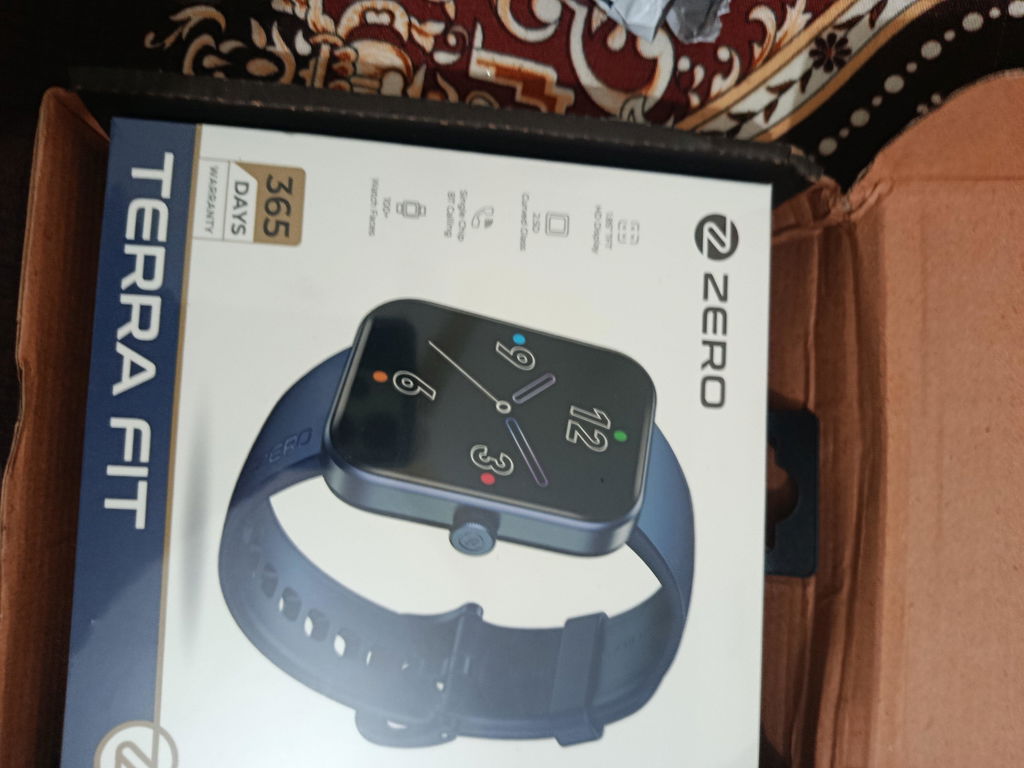 ZERO
1.85" TFT
HD Display
2.5D
Curved Glass
Single Chip
BT Calling
100+
Watch Faces
365
DAYS
WARRANTY
12
9
3
6
ZERO
TERRA FIT